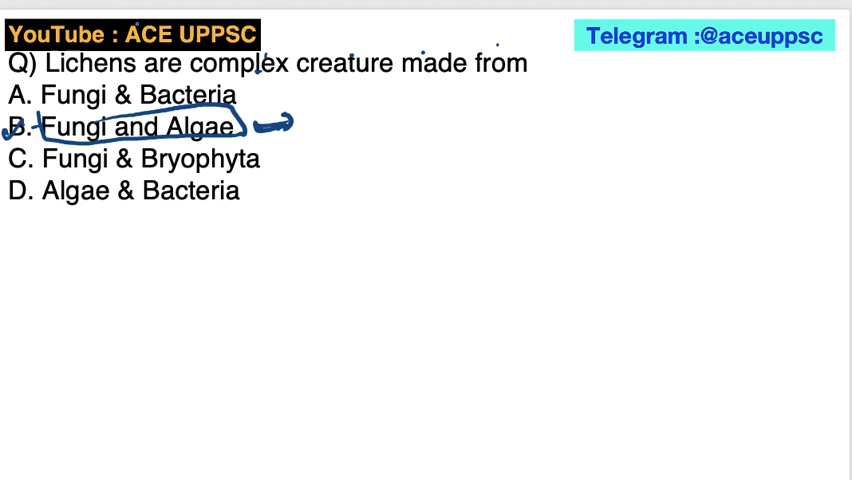 YouTube : ACE UPPSC
Telegram :@aceuppsc
Q) Lichens are complex creature made from
A. Fungi & Bacteria
B. Fungi and Algae
C. Fungi & Bryophyta
D. Algae & Bacteria